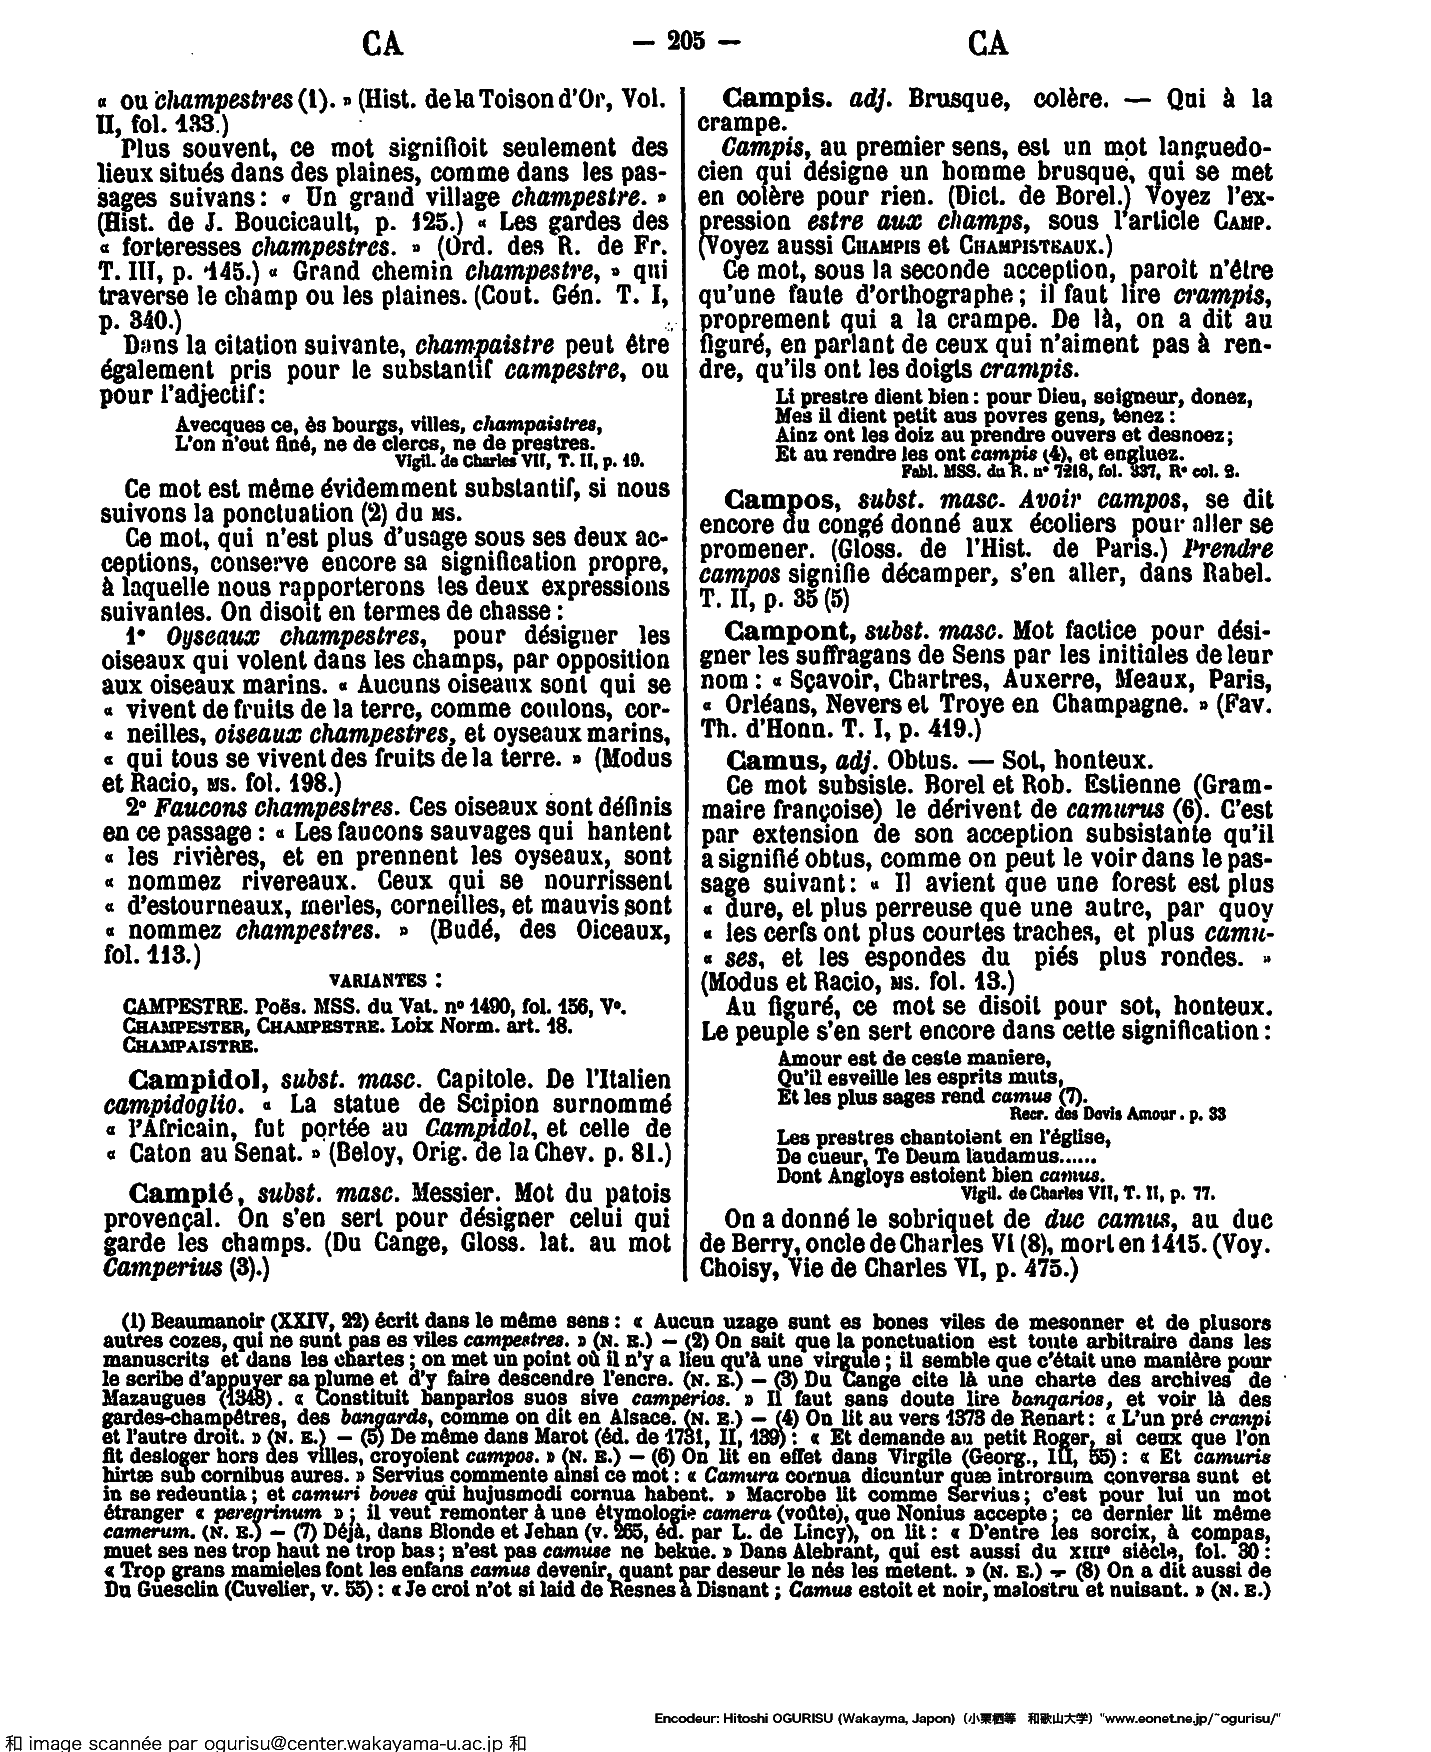 CA — 205 — CA
« ou champestres (1). » (Hist. de la Toison d'Or, Vol.
II, fol. 133.)
Plus souvent, ce mot signifioit seulement des
lieux situés dans des plaines, comme dans les pas-
sages suivans : « Un grand village champestre. »
(Hist. de J. Boucicault, p. 125.) « Les gardes des
« forteresses champestres. » (Ord. des R. de Fr.
T. III, p. 145.) « Grand chemin champestre, » qui
traverse le champ ou les plaines. (Cout. Gén. T. I,
p. 340.)
Dans la citation suivante, champaistre peut être
également pris pour le substantif campestre, ou
pour l'adjectif :
Avecques ce, ès bourgs, villes, champaistres,
L'on n'eut finé, ne de clercs, ne de prestres.
Vigil. de Charles VII, T. II, p. 19.
Ce mot est même évidemment substantif, si nous
suivons la ponctuation (2) du MS.
Ce mot, qui n'est plus d'usage sous ses deux ac-
ceptions, conserve encore sa signification propre,
à laquelle nous rapporterons les deux expressions
suivantes. On disoit en termes de chasse :
1° Oyseaux champestres, pour désigner les
oiseaux qui volent dans les champs, par opposition
aux oiseaux marins. « Aucuns oiseaux sont qui se
« vivent de fruits de la terre, comme coulons, cor-
« neilles, oiseaux champestres, et oyseaux marins,
« qui tous se vivent des fruits de la terre. » (Modus
et Racio, MS. fol. 198.)
2° Faucons champestres. Ces oiseaux sont définis
en ce passage : « Les faucons sauvages qui hantent
« les rivières, et en prennent les oyseaux, sont
« nommez rivereaux. Ceux qui se nourrissent
« d'estourneaux, merles, corneilles, et mauvis sont
« nommez champestres. » (Budé, des Oiceaux,
fol. 113.)
VARIANTES :
CAMPESTRE. Poës. MSS. du Vat. n° 1490, fol. 156, V°.
CHAMPESTER, CHAMPESTRE. Loix Norm. art. 18.
CHAMPAISTRE.
Campidol, subst. masc. Capitole. De l'Italien
campidoglio. « La statue de Scipion surnommé
« l'Africain, fut portée au Campidol, et celle de
« Caton au Senat. » (Beloy, Orig. de la Chev. p. 81.)
Campié, subst. masc. Messier. Mot du patois
provençal. On s'en sert pour désigner celui qui
garde les champs. (Du Cange, Gloss. lat. au mot
Camperius (3).)
Campis. adj. Brusque, colère. — Qui à la
crampe.
Campis, au premier sens, est un mot languedo-
cien qui désigne un homme brusque, qui se met
en colère pour rien. (Dict. de Borel.) Voyez l'ex-
pression estre aux champs, sous l'article CAMP.
(Voyez aussi CHAMPIS et CHAMPISTEAUX.)
Ce mot, sous la seconde acception, paroit n'être
qu'une faute d'orthographe ; il faut lire crampis,
proprement qui a la crampe. De là, on a dit au
figuré, en parlant de ceux qui n'aiment pas à ren-
dre, qu'ils ont les doigts crampis.
Li prestre dient bien : pour Dieu, seigneur, donez,
Mes il dient petit aus povres gens, tenez :
Ainz ont les doiz au prendre ouvers et desnoez ;
Et au rendre les ont campis (4), et engluez.
Fabl. MSS. du R. n° 7218, fol. 337, R° col. 2.
Campos, subst. masc. Avoir campos, se dit
encore du congé donné aux écoliers pour aller se
promener. (Gloss. de l'Hist. de Paris.) Prendre
campos signifie décamper, s'en aller, dans Rabel.
T. II, p. 35 (5)
Campont, subst. masc. Mot factice pour dési-
gner les suffragans de Sens par les initiales de leur
nom : « Sçavoir, Chartres, Auxerre, Meaux, Paris,
« Orléans, Nevers et Troye en Champagne. » (Fav.
Th. d'Honn. T. I, p. 419.)
Camus, adj. Obtus. — Sot, honteux.
Ce mot subsiste. Borel et Rob. Estienne (Gram-
maire françoise) le dérivent de camurus (6). C'est
par extension de son acception subsistante qu'il
a signifié obtus, comme on peut le voir dans le pas-
sage suivant : « Il avient que une forest est plus
« dure, et plus perreuse que une autre, par quoy
« les cerfs ont plus courtes traches, et plus camu-
« ses, et les espondes du piés plus rondes. »
(Modus et Racio, MS. fol. 13.)
Au figuré, ce mot se disoit pour sot, honteux.
Le peuple s'en sert encore dans cette signification :
Amour est de ceste maniere,
Qu'il esveille les esprits muts,
Et les plus sages rend camus (7).
Recr. des Devis Amour. p. 33
Les prestres chantoient en l'église,
De cueur, Te Deum laudamus......
Dont Angloys estoient bien camus.
Vigil. de Charles VII, T. II, p. 77.
On a donné le sobriquet de duc camus, au duc
de Berry, oncle de Charles VI (8), mort en 1415. (Voy.
Choisy, Vie de Charles VI, p. 475.)
(1) Beaumanoir (XXIV, 22) écrit dans le même sens : « Aucun uzage sunt es bones viles de mesonner et de plusors
autres cozes, qui ne sunt pas es viles campestres. » (N. E.) — (2) On sait que la ponctuation est toute arbitraire dans les
manuscrits et dans les chartes ; on met un point où il n'y a lieu qu'à une virgule ; il semble que c'était une manière pour
le scribe d'appuyer sa plume et d'y faire descendre l'encre. (N. E.) — (3) Du Cange cite là une charte des archives de
Mazaugues (1348). « Constituit banparios suos sive camperios. » Il faut sans doute lire banqarios, et voir là des
gardes-champêtres, des bangards, comme on dit en Alsace. (N. E.) — (4) On lit au vers 1373 de Renart : « L'un pré cranpi
et l'autre droit. » (N. E.) — (5) De même dans Marot (éd. de 1731, II, 139) : « Et demande au petit Roger, si ceux que l'on
fit desloger hors des villes, croyoient campos. » (N. E.) — (6) On lit en effet dans Virgile (Georg., III, 55) : « Et camuris
hirtæ sub cornibus aures. » Servius commente ainsi ce mot : « Camura cornua dicuntur quæ introrsum conversa sunt et
in se redeuntia ; et camuri boves qui hujusmodi cornua habent. » Macrobe lit comme Servius ; c'est pour lui un mot
étranger « peregrinum » ; il veut remonter à une étymologie camera (voûte), que Nonius accepte ; ce dernier lit même
camerum. (N. E.) — (7) Déjà, dans Blonde et Jehan (v. 265, éd. par L. de Lincy), on lit : « D'entre les sorcix, à compas,
muet ses nes trop haut ne trop bas ; n'est pas camuse ne bekue. » Dans Alebrant, qui est aussi du XIIIe siècle, fol. 30 :
« Trop grans mamieles font les enfans camus devenir, quant par deseur le nés les metent. » (N. E.) — (8) On a dit aussi de
Du Guesclin (Cuvelier, v. 55) : « Je croi n'ot si laid de Resnes à Disnant ; Camus estoit et noir, malostru et nuisant. » (N. E.)
Encodeur: Hitoshi OGURISU (Wakayma, Japon) (小栗栖等 和歌山大学) "www.eonet.ne.jp/~ogurisu/"
和 image scannée par ogurisu@center.wakayama-u.ac.jp 和